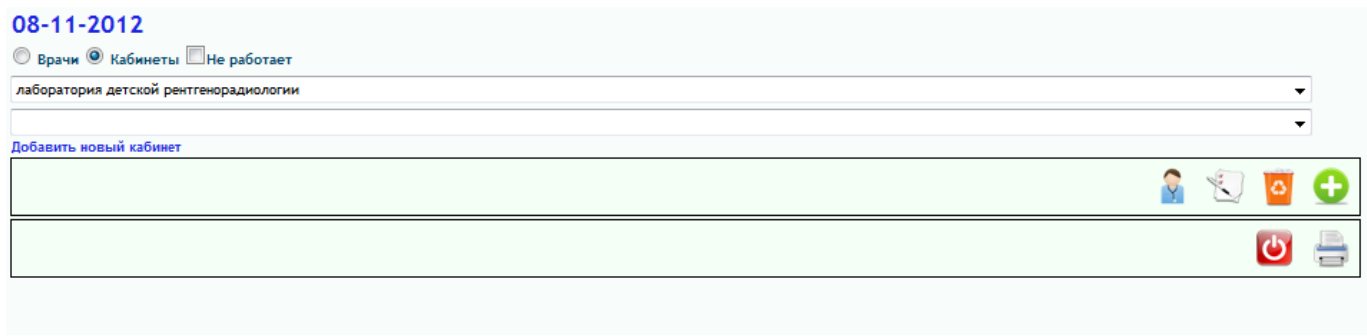 08-11-2012
Врачи Кабинеты Не работает
лаборатория детской рентгенорадиологии
Добавить новый кабинет